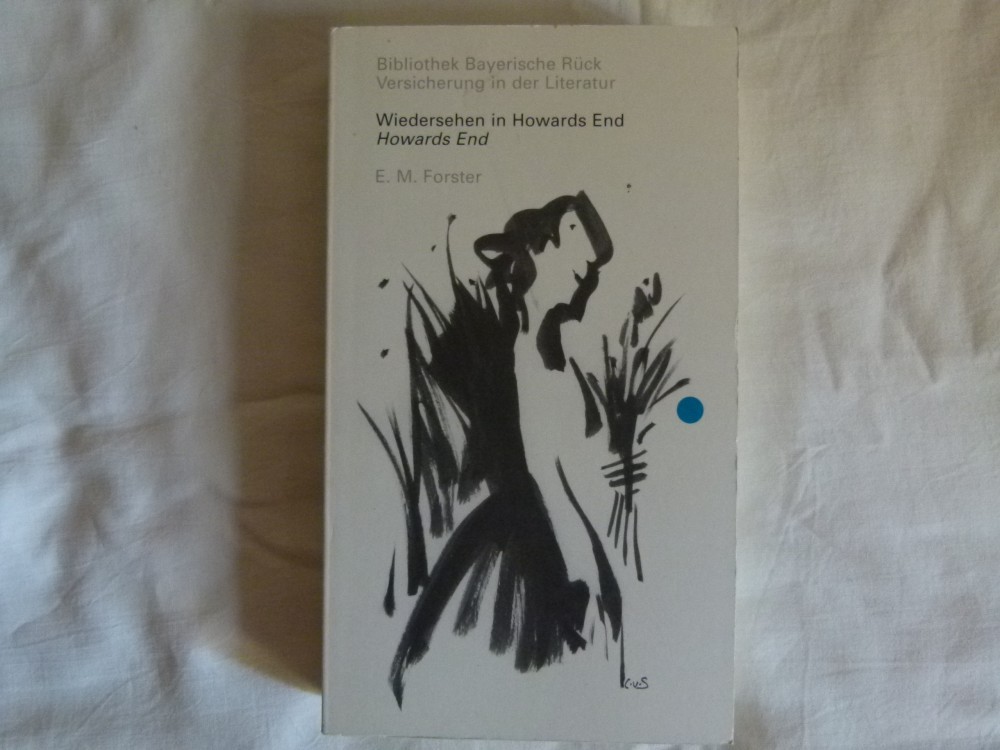 Bibliothek Bayerische Rück
Versicherung in der Literatur
Wiedersehen in Howards End
Howards End
E. M. Forster
C.v.S